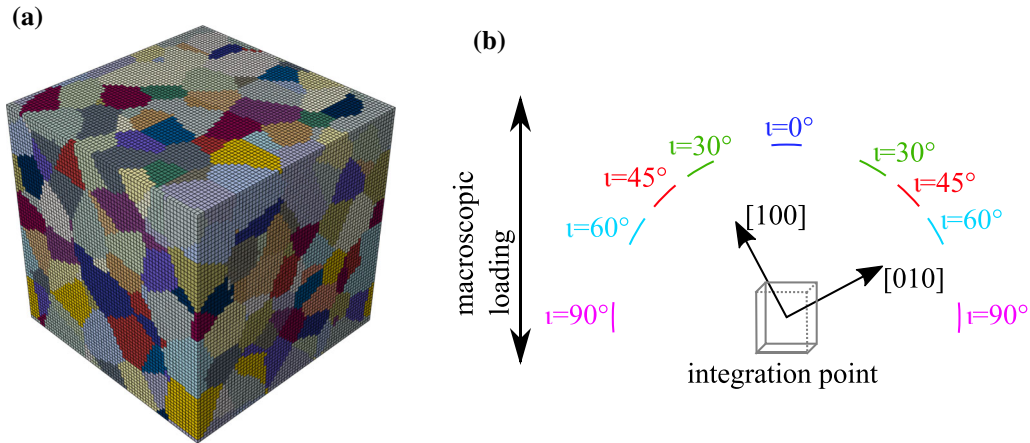 (a)
(b)
macroscopic
loading
ι=0°
ι=30°
ι=30°
ι=45°
ι=45°
ι=60°
ι=60°
[100]
[010]
ι=90°
ι=90°
integration point